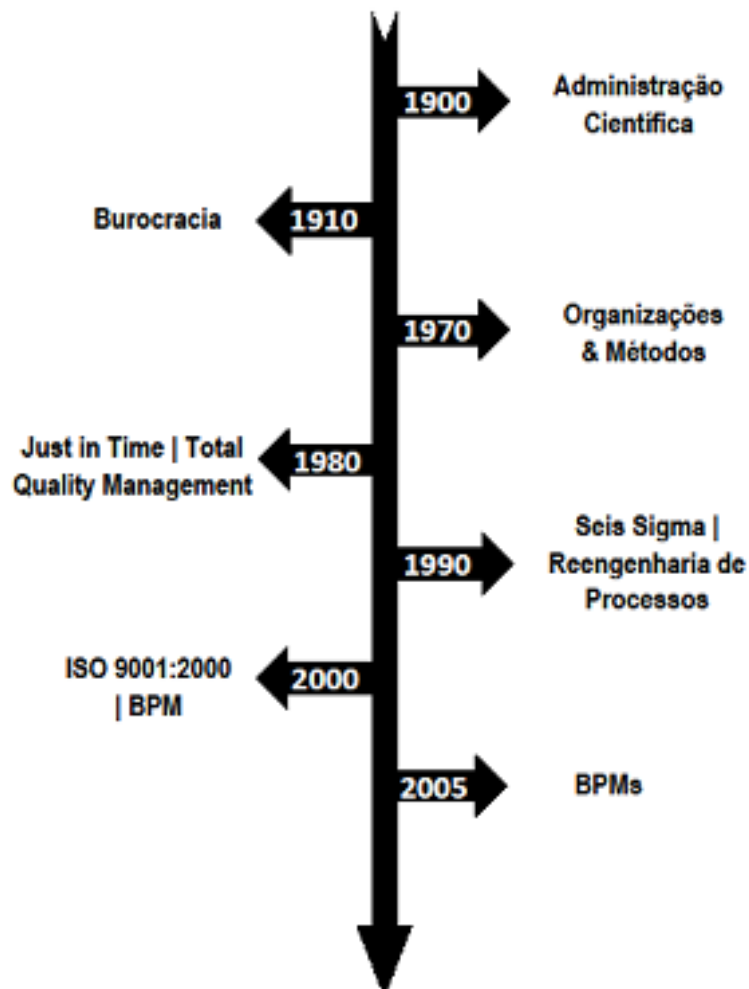 1900
Administração
Científica
Burocracia
1910
1970
Organizações
& Métodos
Just in Time | Total
Quality Management
1980
1990
Seis Sigma |
Reengenharia de
Processos
ISO 9001:2000
| BPM
2000
2005
BPMs